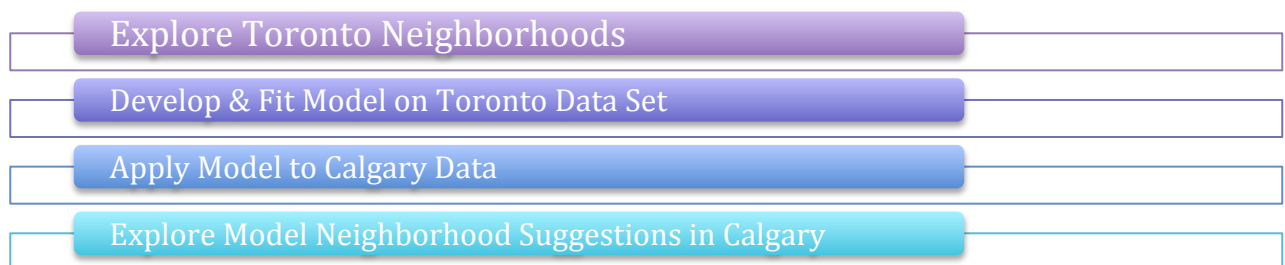 Explore Toronto Neighborhoods
Develop & Fit Model on Toronto Data Set
Apply Model to Calgary Data
Explore Model Neighborhood Suggestions in Calgary